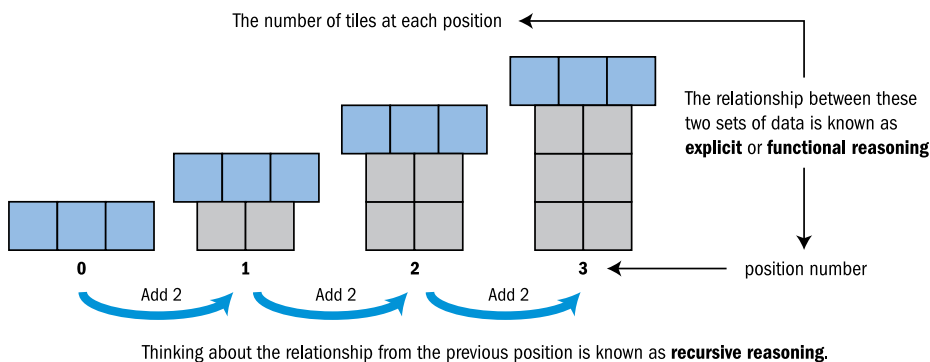 The number of tiles at each position
The relationship between these
two sets of data is known as
explicit or functional reasoning
0
1
2
3
position number
Add 2
Add 2
Add 2
Thinking about the relationship from the previous position is known as recursive reasoning.